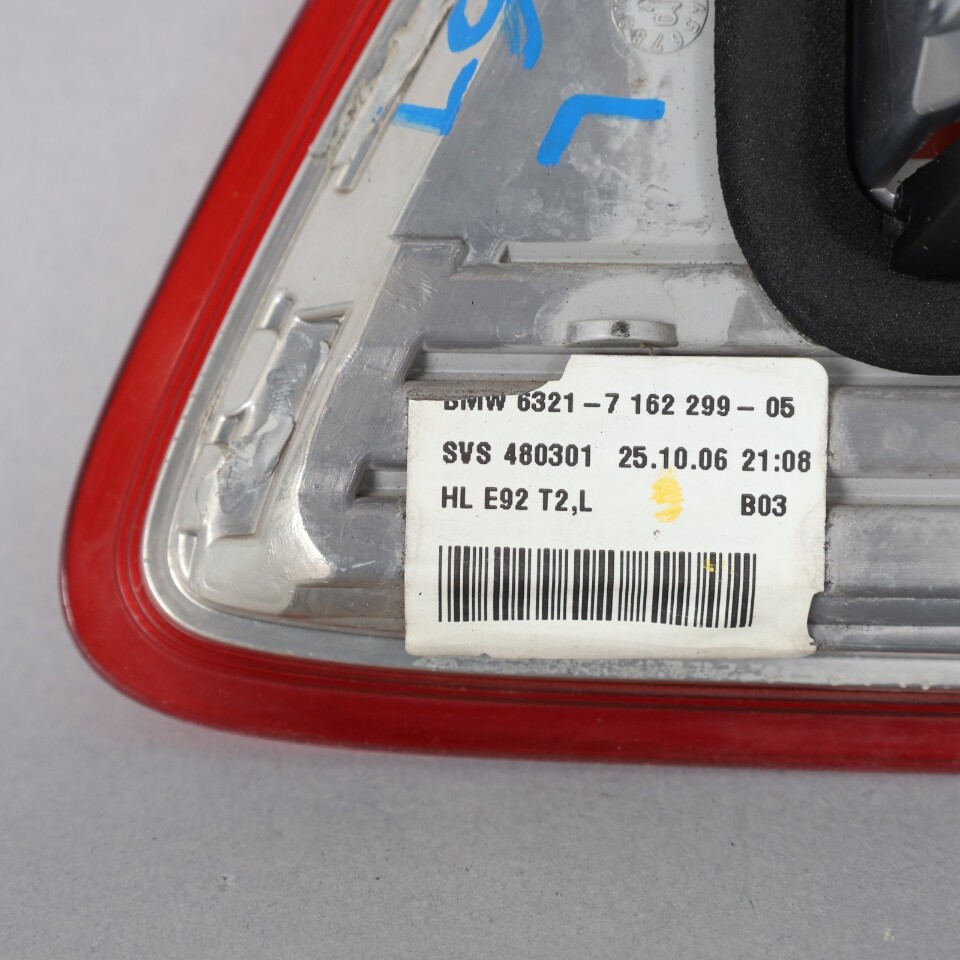 L
BMW 6321-7 162 299-05
SVS 480301 25.10.06 21:08
HL E92 T2,L B03